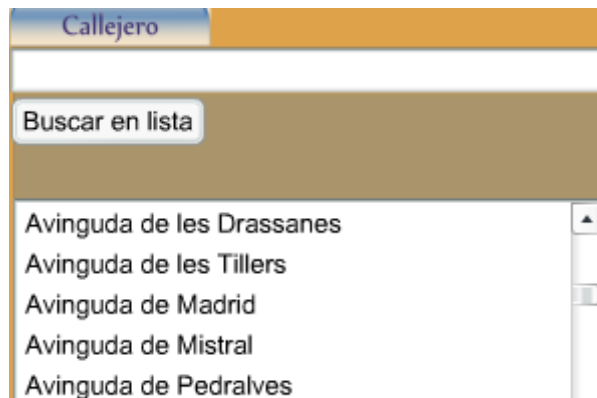 Callejero
Buscar en lista
Avinguda de les Drassanes
Avinguda de les Tillers
Avinguda de Madrid
Avinguda de Mistral
Avinguda de Pedralves